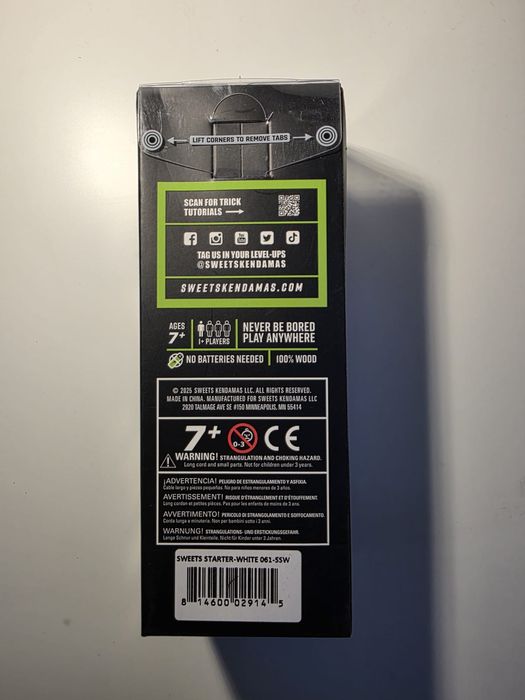 LIFT CORNERS TO REMOVE TABS
SCAN FOR TRICK
TUTORIALS
TAG US IN YOUR LEVEL-UPS
@SWEETSKENDAMAS
SWEETSKENDAMAS.COM
AGES
7+
1+ PLAYERS
NEVER BE BORED
PLAY ANYWHERE
NO BATTERIES NEEDED
100% WOOD
© 2025 SWEETS KENDAMAS LLC. ALL RIGHTS RESERVED.
MADE IN CHINA. MANUFACTURED FOR SWEETS KENDAMAS LLC
2920 TALMAGE AVE SE #150 MINNEAPOLIS, MN 55414
7+ 0-3 CE
WARNING! STRANGULATION AND CHOKING HAZARD.
Long cord and small parts. Not for children under 3 years.
¡ADVERTENCIA! PELIGRO DE ESTRANGULAMIENTO Y ASFIXIA.
Cable largo y piezas pequeñas. No para niños menores de 3 años.
AVERTISSEMENT! RISQUE D'ÉTRANGLEMENT ET D'ÉTOUFFEMENT.
Long cordon et petites pièces. Pas pour les enfants de moins de 3 ans.
AVVERTIMENTO! PERICOLO DI STRANGOLAMENTO E SOFFOCAMENTO.
Corda lunga e minuteria. Non per bambini sotto i 3 anni.
WARNUNG! STRANGULATIONS- UND ERSTICKUNGSGEFAHR.
Lange Schnur und Kleinteile. Nicht für Kinder unter 3 Jahren.
SWEETS STARTER-WHITE 061-SSW
8 14600 02914 5